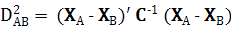 D²AB = (XA - XB)′ C⁻¹ (XA - XB)